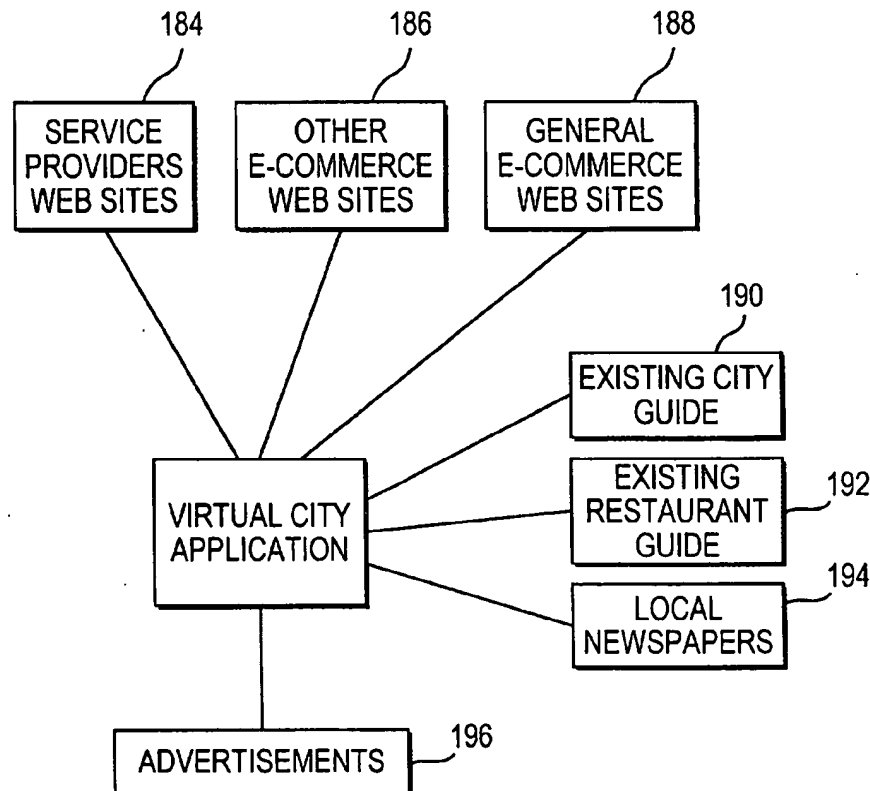 184
186
188
SERVICE
PROVIDERS
WEB SITES
OTHER
E-COMMERCE
WEB SITES
GENERAL
E-COMMERCE
WEB SITES
190
EXISTING CITY
GUIDE
VIRTUAL CITY
APPLICATION
EXISTING
RESTAURANT
GUIDE
192
LOCAL
NEWSPAPERS
194
ADVERTISEMENTS
196